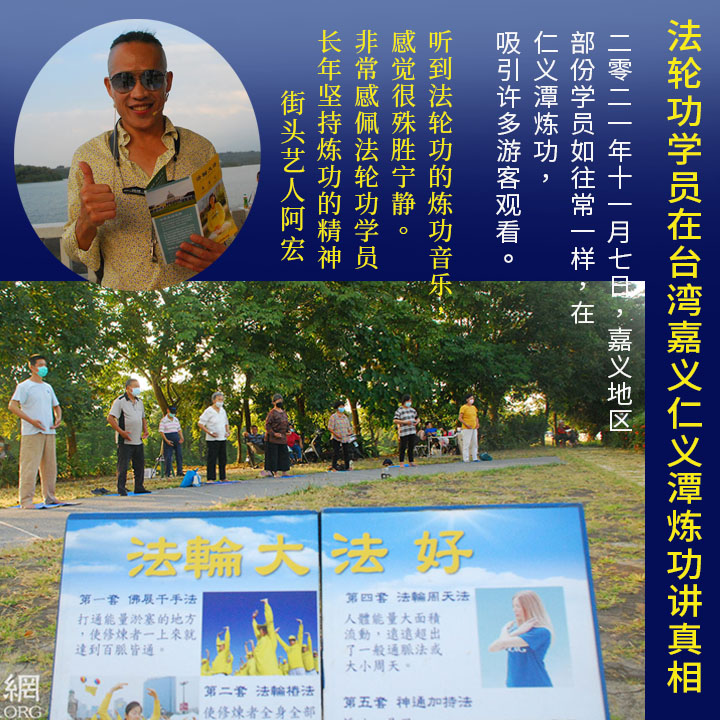 法轮功学员在台湾嘉义仁义潭炼功讲真相
二零二一年十一月七日，嘉义地区
部份学员如往常一样，在
仁义潭炼功，
吸引许多游客观看。
听到法轮功的炼功音乐，
感觉很殊胜宁静。
非常感佩法轮功学员
长年坚持炼功的精神
街头艺人阿宏
法輪大法好
第一套 佛展千手法
打通能量淤塞的地方
，使修煉者一上來就
達到百脈皆通。
第二套 法輪樁法
使修煉者全身全部
第四套 法輪周天法
人體能量大面積
流動，遠遠超出
了一般通脈法或
大小周天。
第五套 神通加持法
網
.ORG